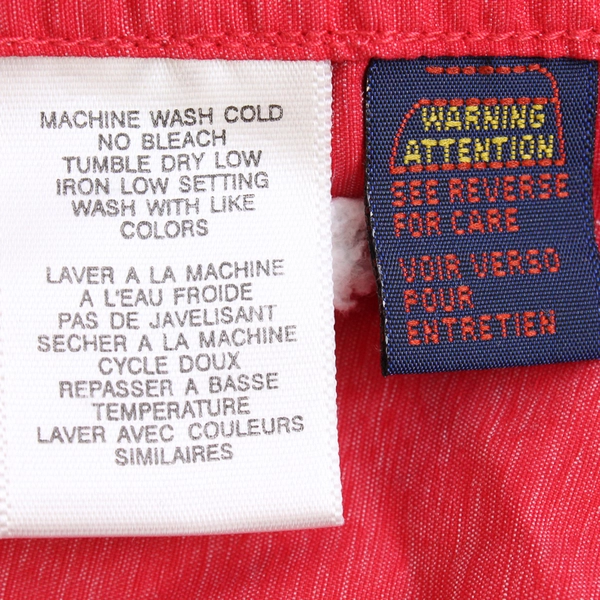 MACHINE WASH COLD
NO BLEACH
TUMBLE DRY LOW
IRON LOW SETTING
WASH WITH LIKE
COLORS
LAVER A LA MACHINE
A L'EAU FROIDE
PAS DE JAVELISANT
SECHER A LA MACHINE
CYCLE DOUX
REPASSER A BASSE
TEMPERATURE
LAVER AVEC COULEURS
SIMILAIRES
WARNING
ATTENTION
SEE REVERSE
FOR CARE
VOIR VERSO
POUR
ENTRETIEN